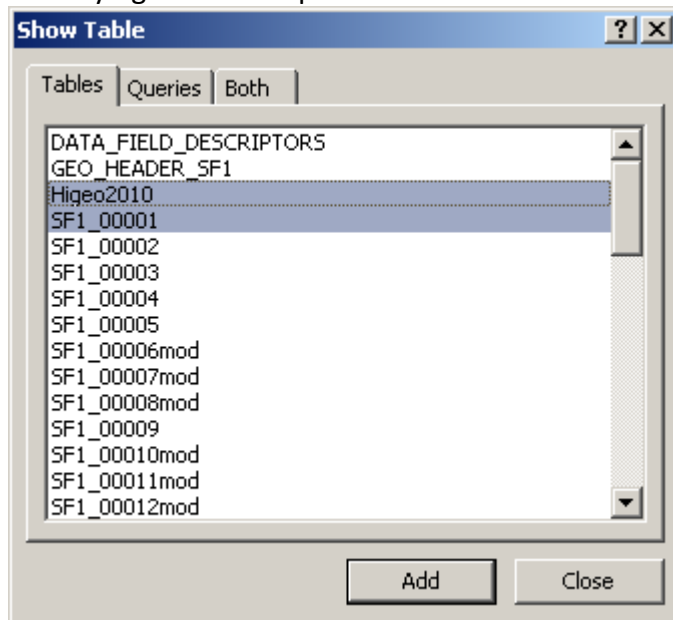 Show Table
Tables Queries Both
DATA_FIELD_DESCRIPTORS
GEO_HEADER_SF1
Higeo2010
SF1_00001
SF1_00002
SF1_00003
SF1_00004
SF1_00005
SF1_00006mod
SF1_00007mod
SF1_00008mod
SF1_00009
SF1_00010mod
SF1_00011mod
SF1_00012mod
Add Close